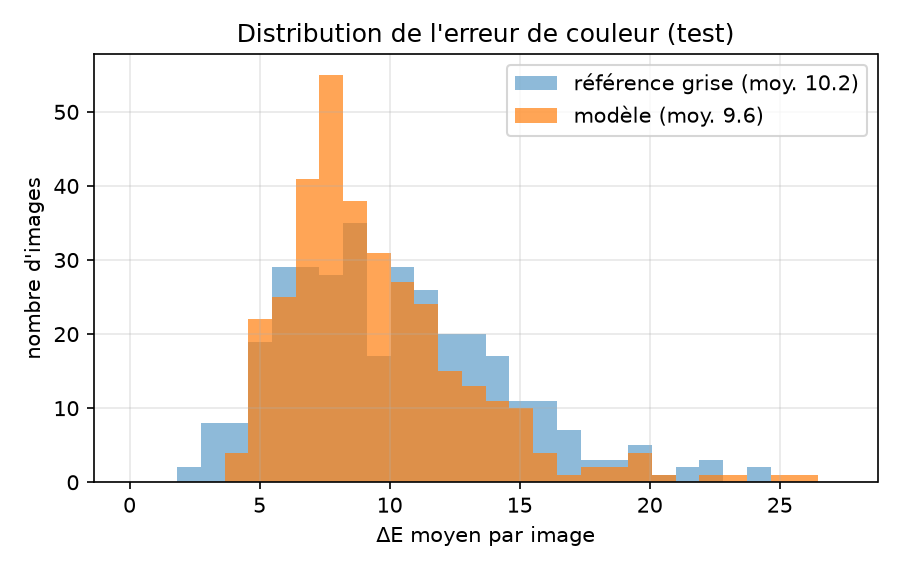 Distribution de l'erreur de couleur (test)
référence grise (moy. 10.2)
modèle (moy. 9.6)
nombre d'images
50
40
30
20
10
0
0 5 10 15 20 25
ΔE moyen par image